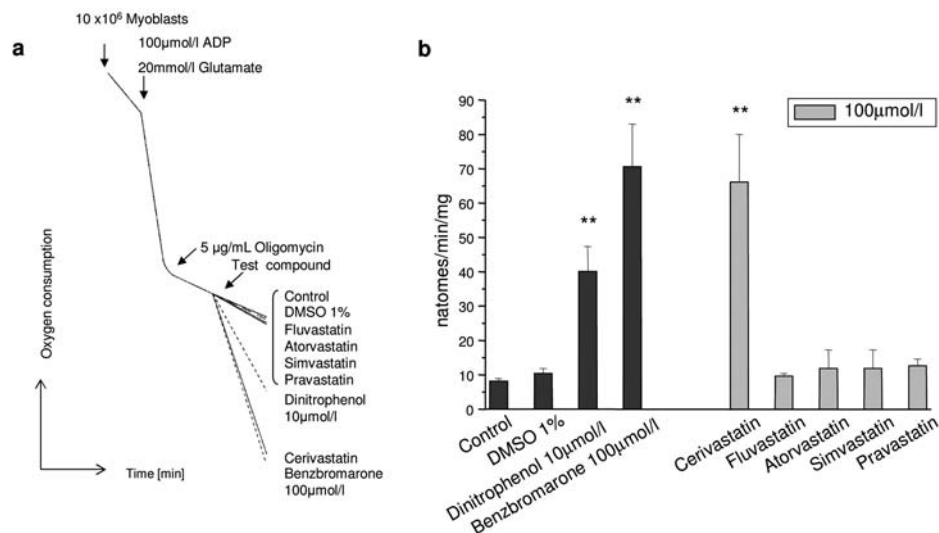 a
10 x10⁶ Myoblasts
100µmol/l ADP
20mmol/l Glutamate
5 µg/mL Oligomycin
Test compound
Control
DMSO 1%
Fluvastatin
Atorvastatin
Simvastatin
Pravastatin
Dinitrophenol
10µmol/l
Cerivastatin
Benzbromarone
100µmol/l
Oxygen consumption
Time [min]
b
100µmol/l
natomes/min/mg
90
80
70
60
50
40
30
20
10
0
**
**
**
Control
DMSO 1%
Dinitrophenol 10µmol/l
Benzbromarone 100µmol/l
Cerivastatin
Fluvastatin
Atorvastatin
Simvastatin
Pravastatin